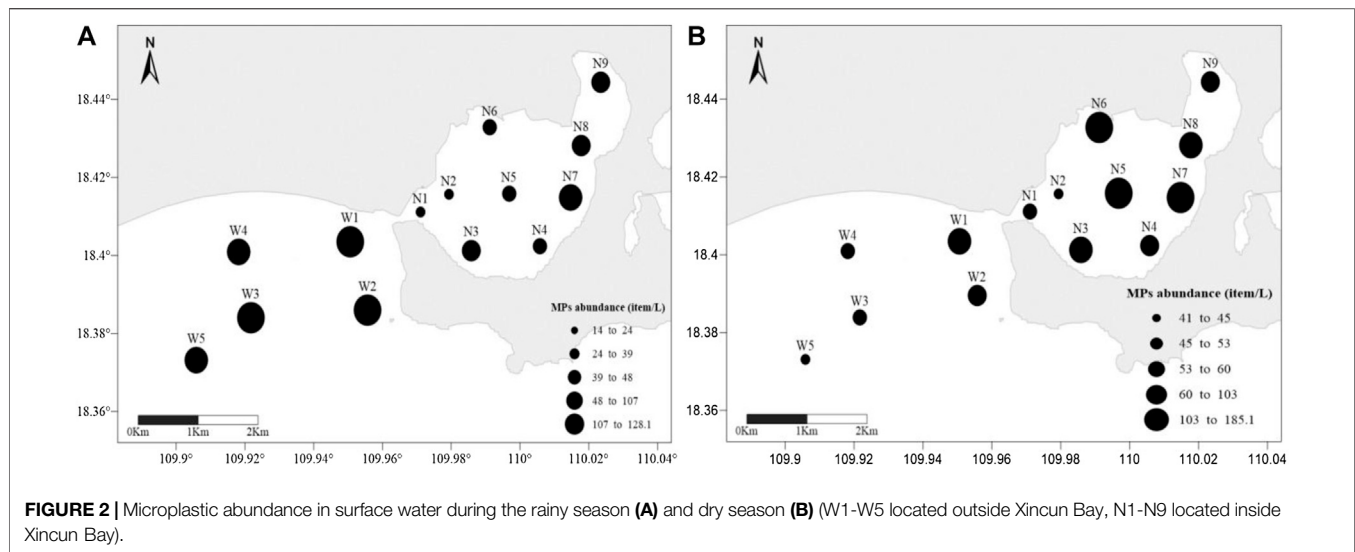 A
N
18.44°
18.42°
18.4°
18.38°
18.36°
N9
N6
N8
N2
N5
N7
N1
W1
N3
N4
W4
W3
W2
W5
MPs abundance (item/L)
14 to 24
24 to 39
39 to 48
48 to 107
107 to 128.1
0Km 1Km 2Km
109.9° 109.92° 109.94° 109.96° 109.98° 110° 110.02° 110.04°
B
N
18.44
18.42
18.4
18.38
18.36
N9
N6
N8
N5
N7
N2
N1
W1
N3
N4
W4
W2
W3
W5
MPs abundance (item/L)
41 to 45
45 to 53
53 to 60
60 to 103
103 to 185.1
0Km 1Km 2Km
109.9 109.92 109.94 109.96 109.98 110 110.02 110.04
FIGURE 2 | Microplastic abundance in surface water during the rainy season (A) and dry season (B) (W1-W5 located outside Xincun Bay, N1-N9 located inside
Xincun Bay).